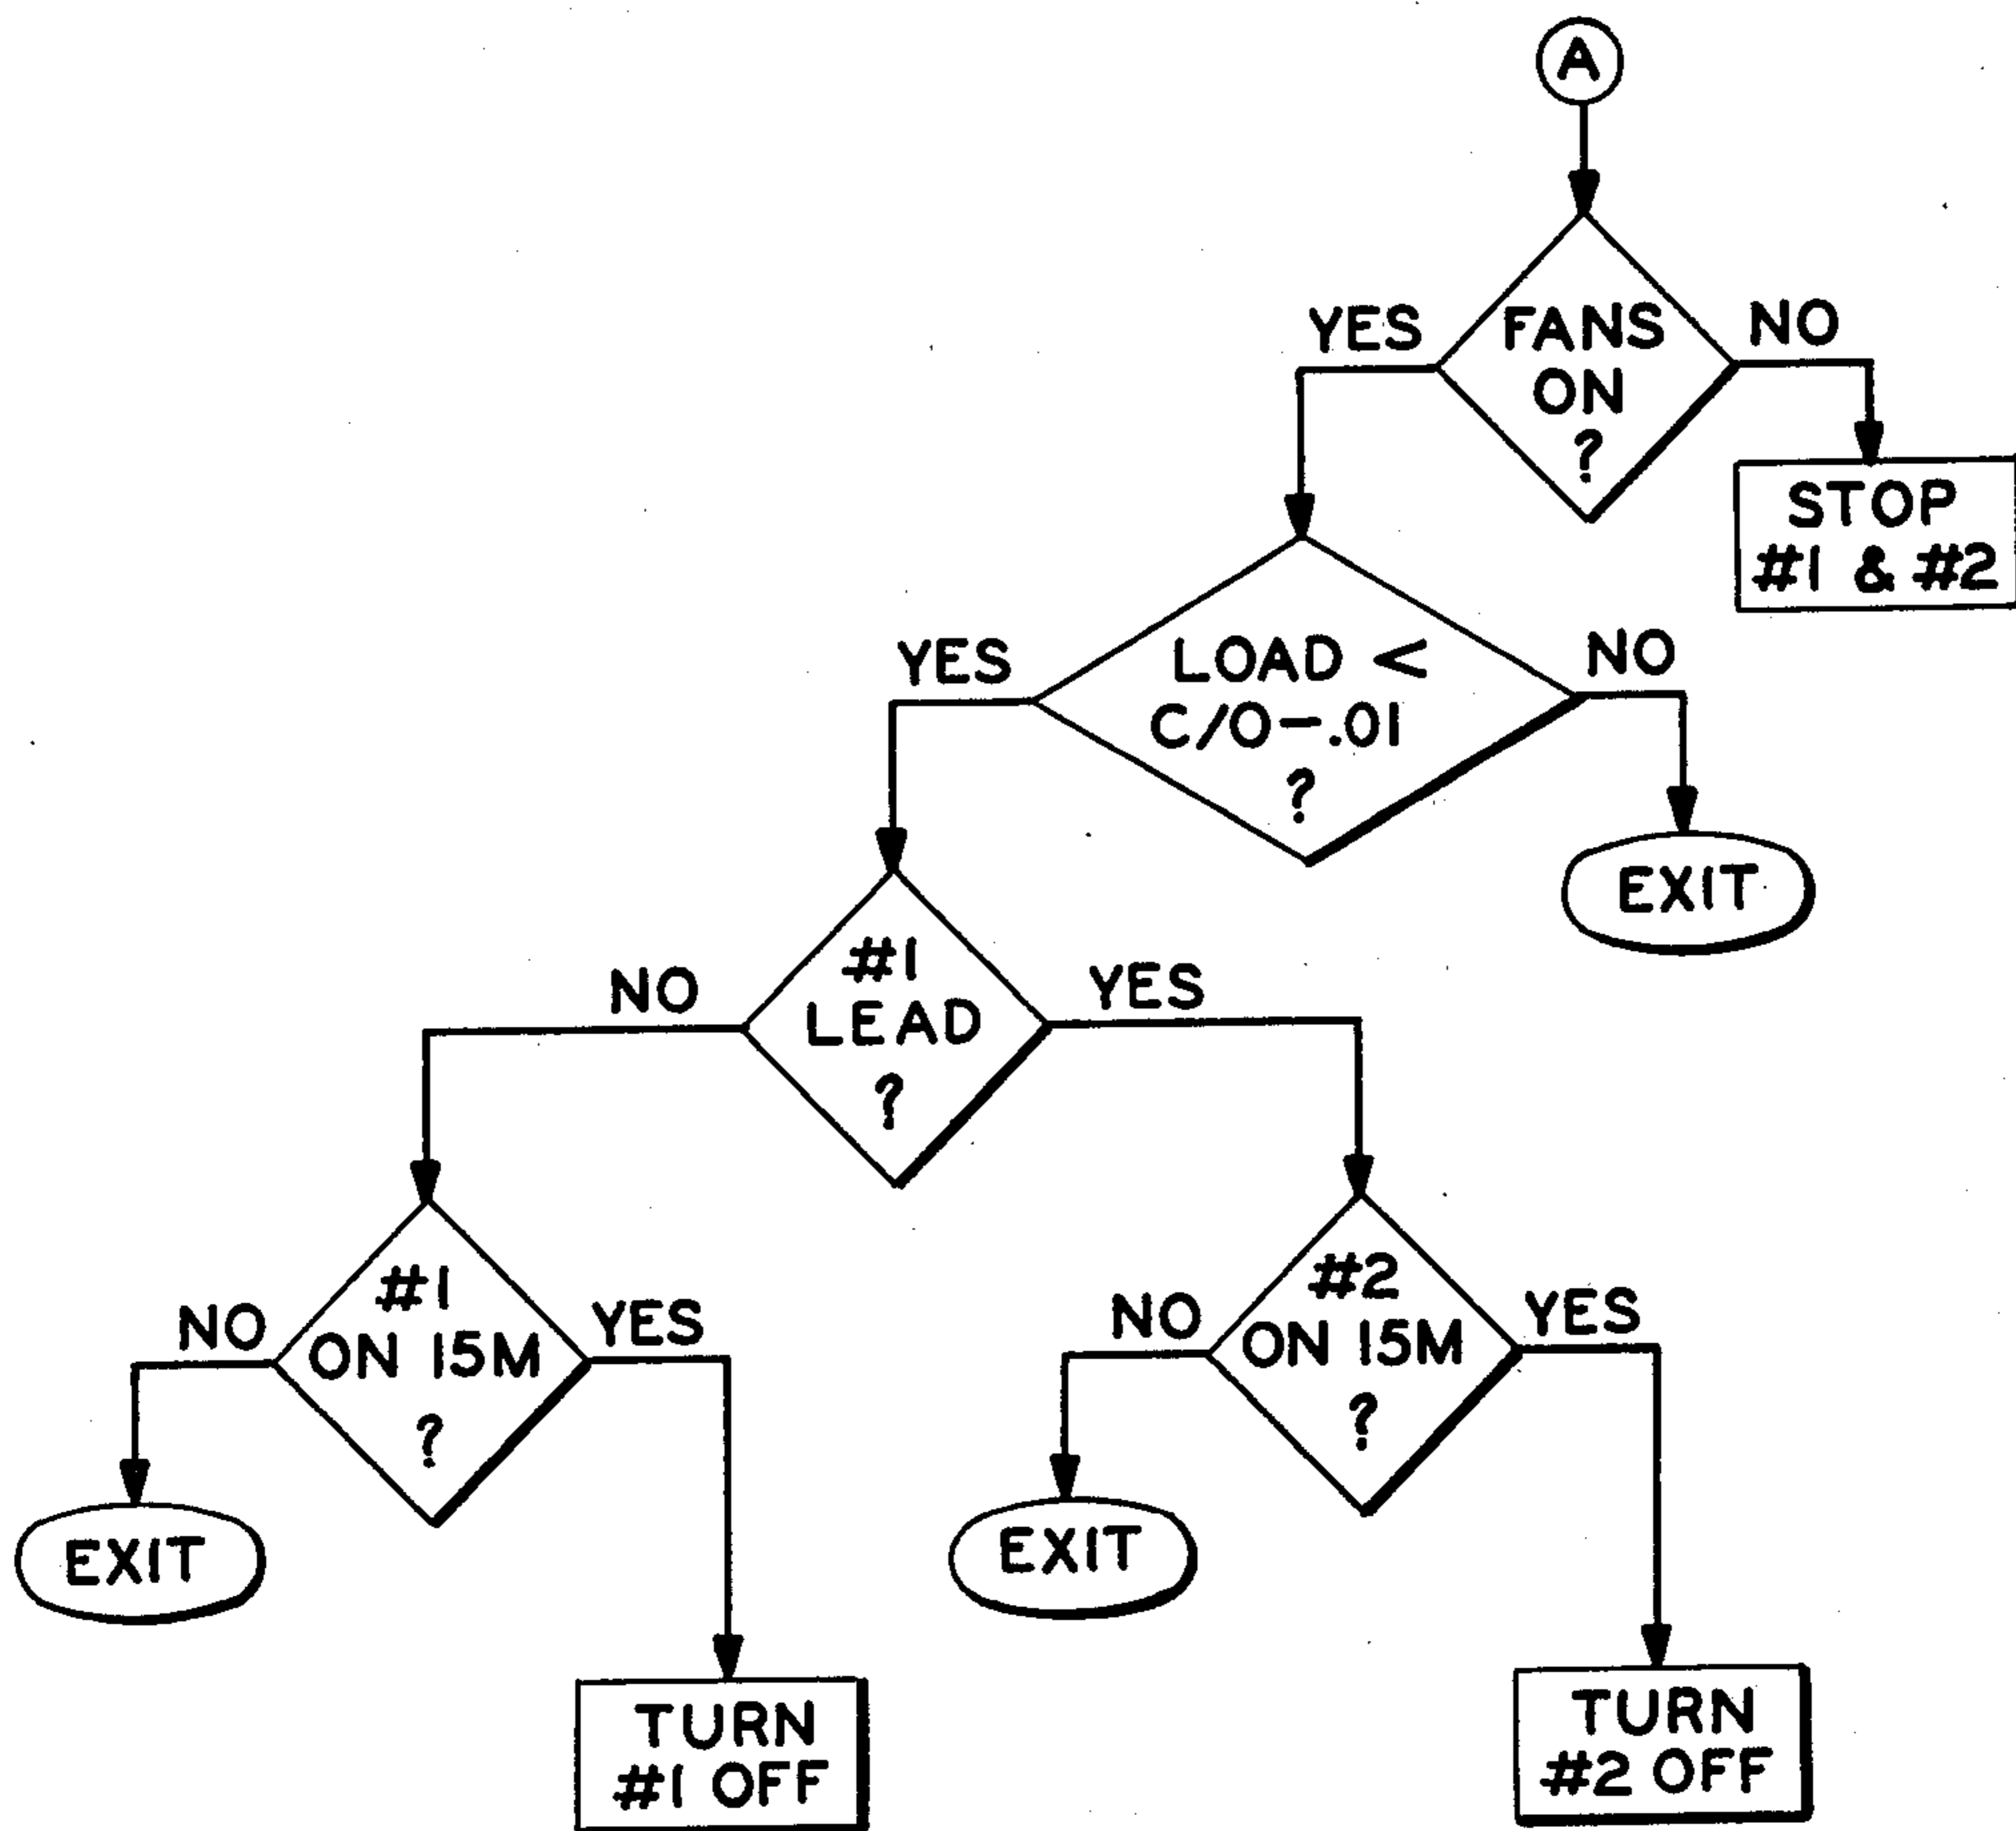 A
YES
FANS
ON
?
NO
STOP
#1 & #2
YES
LOAD <
C/O-.01
?
NO
EXIT
NO
#1
LEAD
?
YES
NO
#1
ON 15M
?
YES
NO
#2
ON 15M
?
YES
EXIT
EXIT
TURN
#1 OFF
TURN
#2 OFF